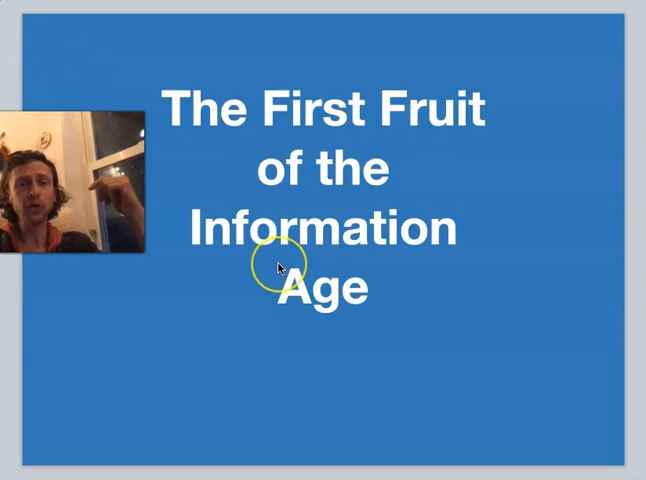 The First Fruit
of the
Information
Age